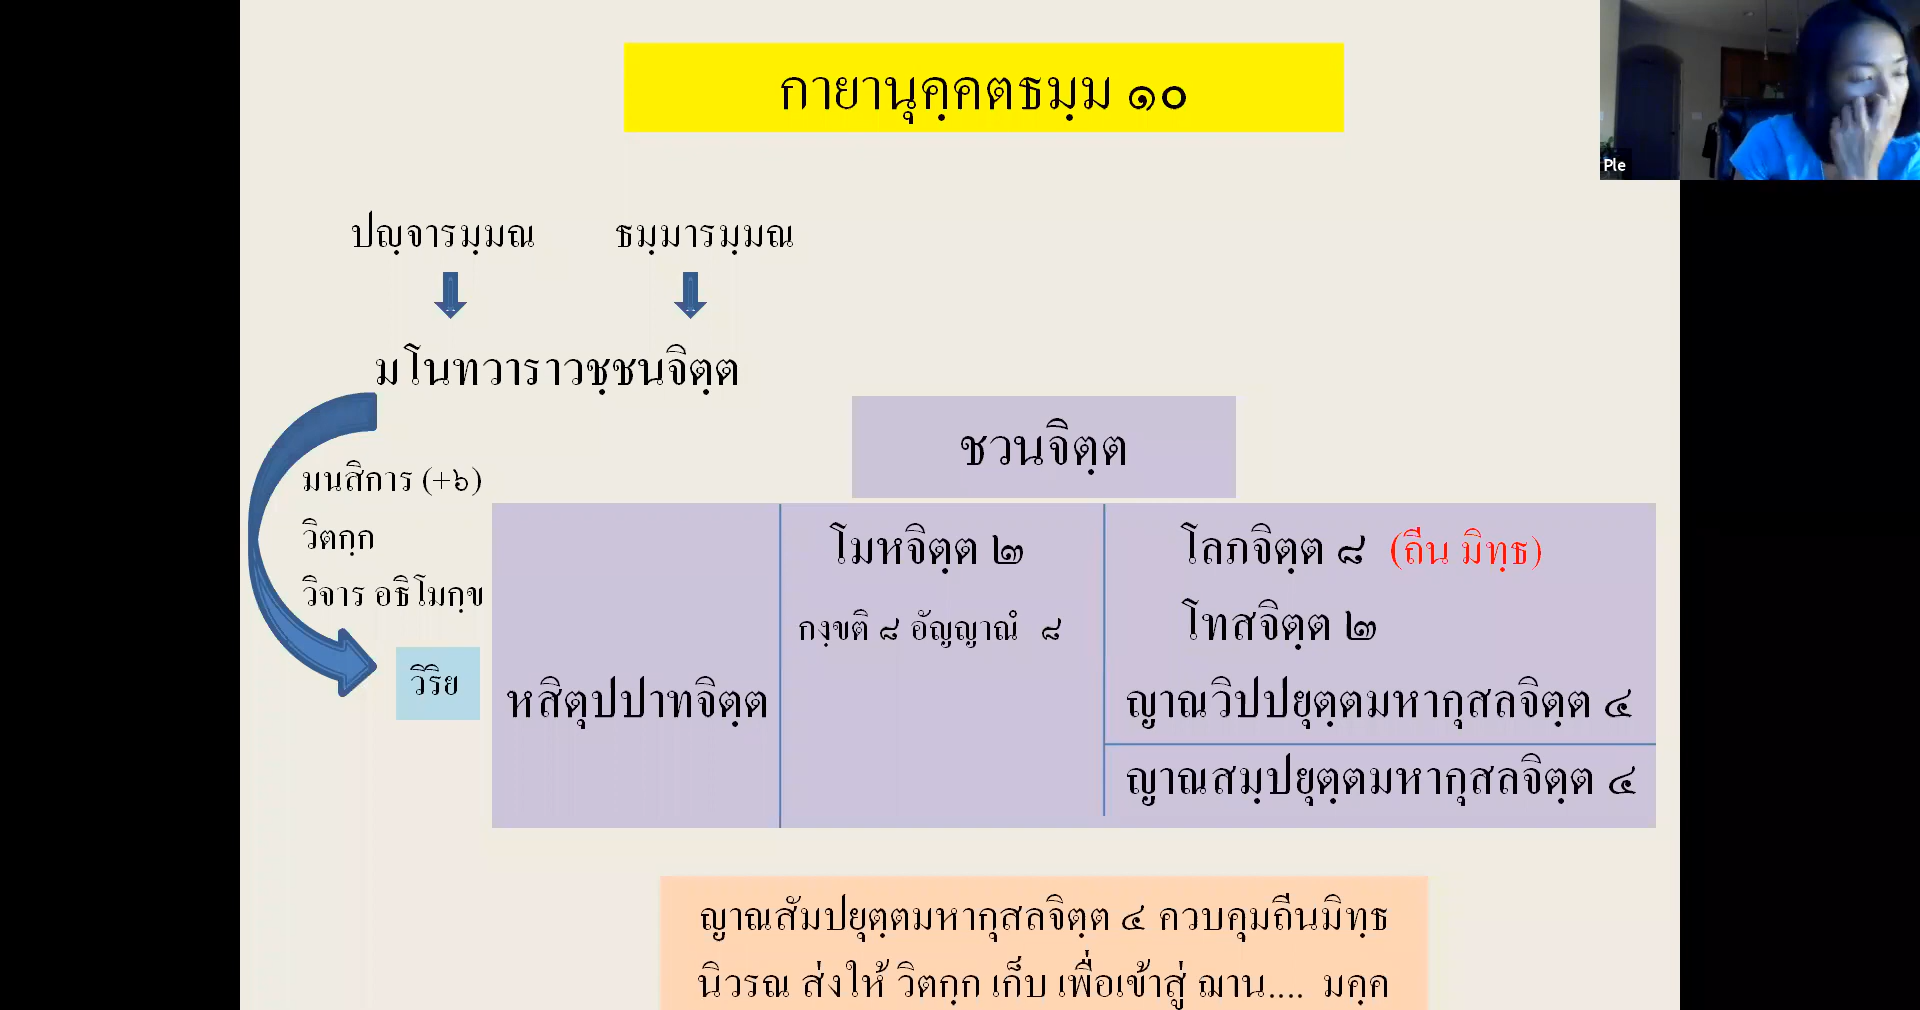 กายานุคฺคตธมฺม ๑๐
Ple
ปญฺจารมฺมณ ธมฺมารมฺมณ
มโนทวาราวชฺชนจิตฺต
ชวนจิตฺต
มนสิการ (+๖)
วิตกฺก
วิจาร อธิโมกฺข
วิริย
หสิตุปปาทจิตฺต
โมหจิตฺต ๒
กงฺขติ ๘ อัญญาณํ ๘
โลภจิตฺต ๘ (ถีน มิทฺธ)
โทสจิตฺต ๒
ญาณวิปปยุตฺตมหากุสลจิตฺต ๔
ญาณสมฺปยุตฺตมหากุสลจิตฺต ๔
ญาณสัมปยุตฺตมหากุสลจิตฺต ๔ ควบคุมถีนมิทฺธ
นิวรณ ส่งให้ วิตกฺก เก็บ เพื่อเข้าสู่ ฌาน.... มคฺค